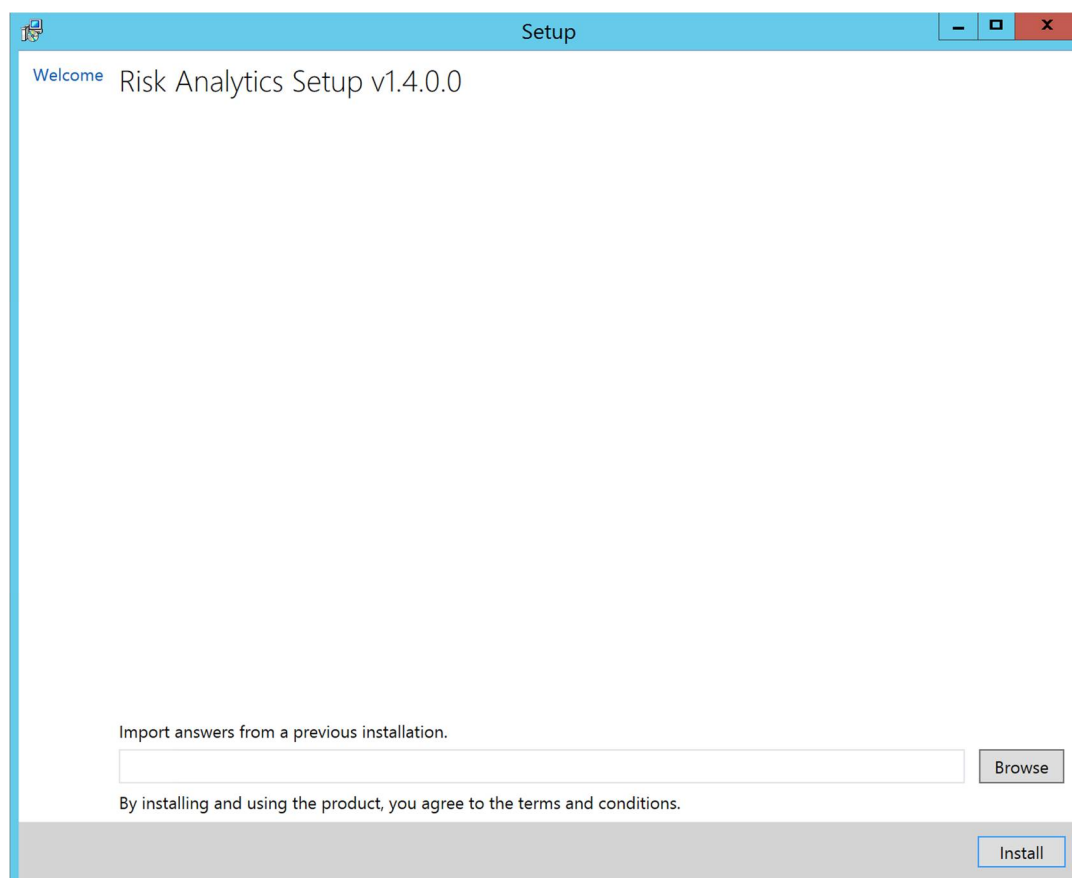 Setup
Welcome
Risk Analytics Setup v1.4.0.0
Import answers from a previous installation.
Browse
By installing and using the product, you agree to the terms and conditions.
Install